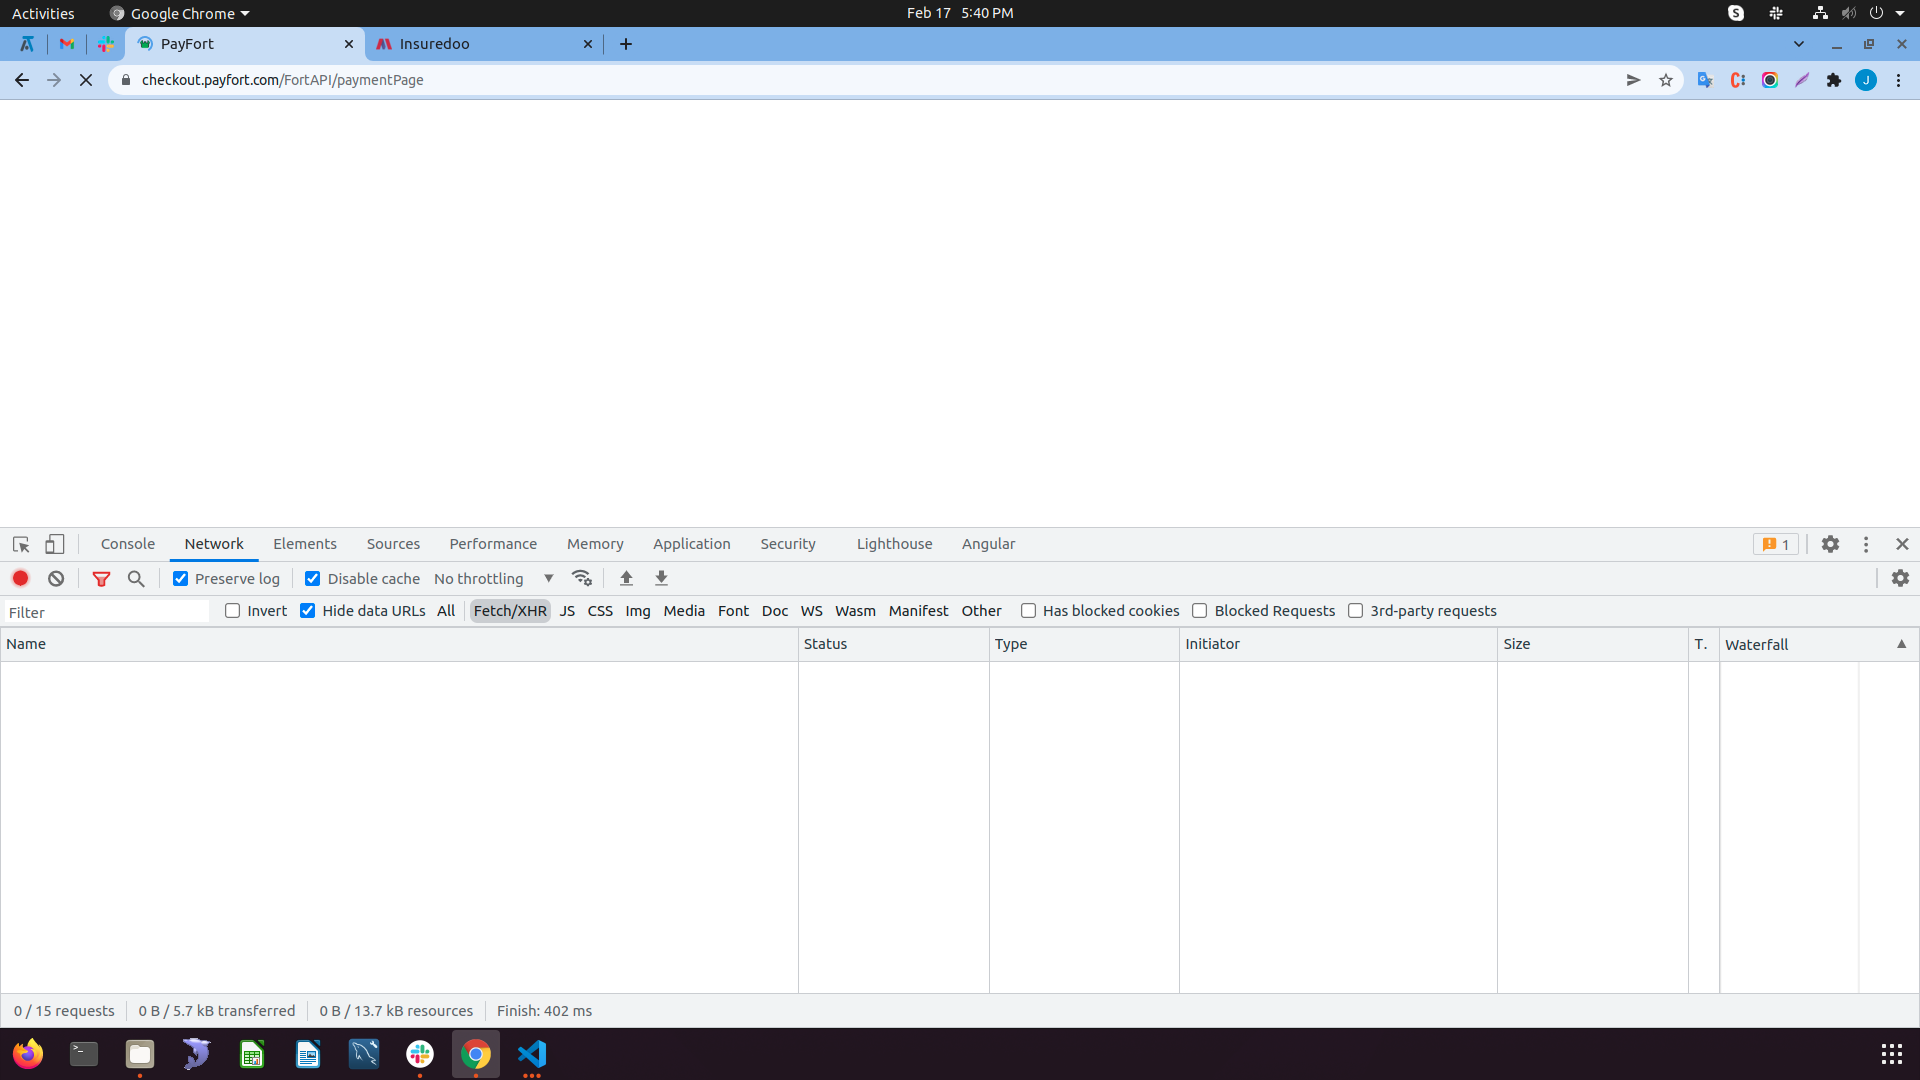 Activities Google Chrome Feb 17 5:40 PM
PayFort Insuredoo
checkout.payfort.com/FortAPI/paymentPage J
Console Network Elements Sources Performance Memory Application Security Lighthouse Angular 1
Preserve log Disable cache No throttling
Filter Invert Hide data URLs All Fetch/XHR JS CSS Img Media Font Doc WS Wasm Manifest Other Has blocked cookies Blocked Requests 3rd-party requests
Name Status Type Initiator Size T. Waterfall
0 / 15 requests 0 B / 5.7 kB transferred 0 B / 13.7 kB resources Finish: 402 ms